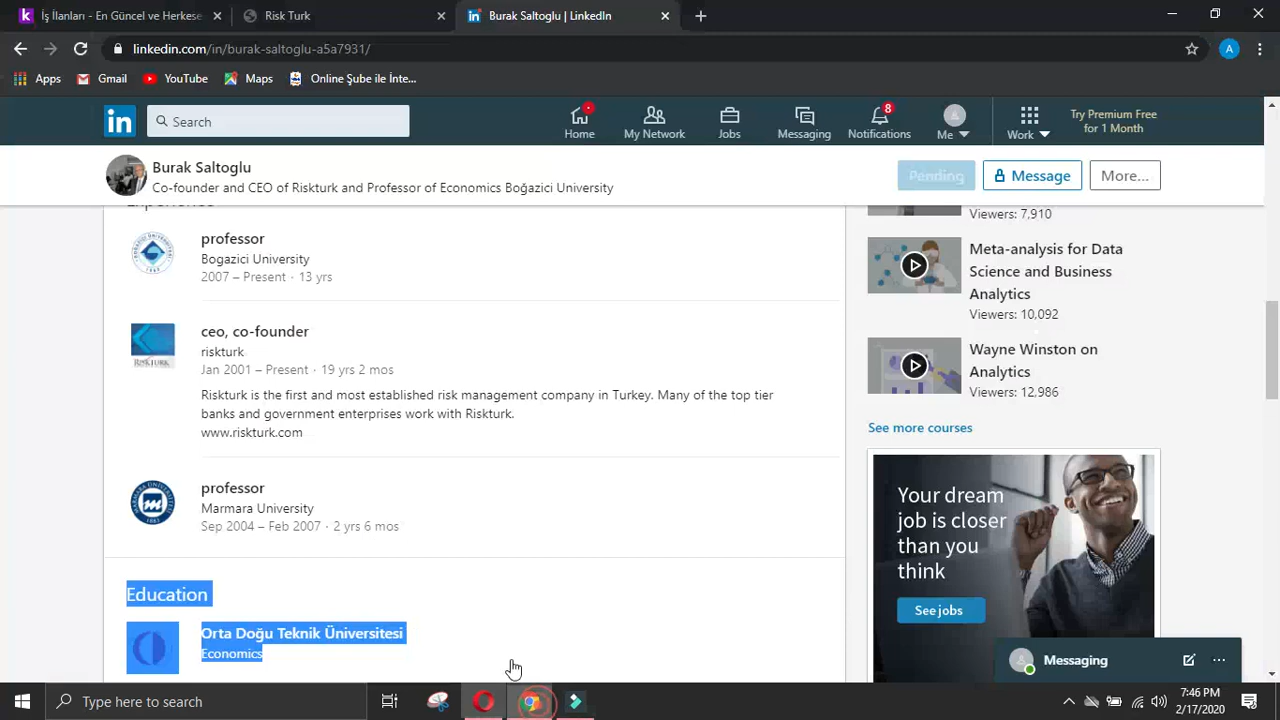 İş İlanları - En Güncel ve Herkese
Risk Turk
Burak Saltoglu | LinkedIn
linkedin.com/in/burak-saltoglu-a5a7931/
A
Apps
Gmail
YouTube
Maps
Online Şube ile İnte...
in
Search
Home
My Network
Jobs
Messaging
8
Notifications
Me
Work
Try Premium Free
for 1 Month
Burak Saltoglu
Co-founder and CEO of Riskturk and Professor of Economics Boğazici University
Pending
Message
More...
Experience
professor
Bogazici University
2007 – Present · 13 yrs
ceo, co-founder
riskturk
Jan 2001 – Present · 19 yrs 2 mos
Riskturk is the first and most established risk management company in Turkey. Many of the top tier
banks and government enterprises work with Riskturk.
www.riskturk.com
RISKTURK
professor
Marmara University
Sep 2004 – Feb 2007 · 2 yrs 6 mos
Education
Orta Doğu Teknik Üniversitesi
Economics
Viewers: 7,910
Meta-analysis for Data
Science and Business
Analytics
Viewers: 10,092
Wayne Winston on
Analytics
Viewers: 12,986
See more courses
Your dream
job is closer
than you
think
See jobs
Messaging
Type here to search
7:46 PM
2/17/2020